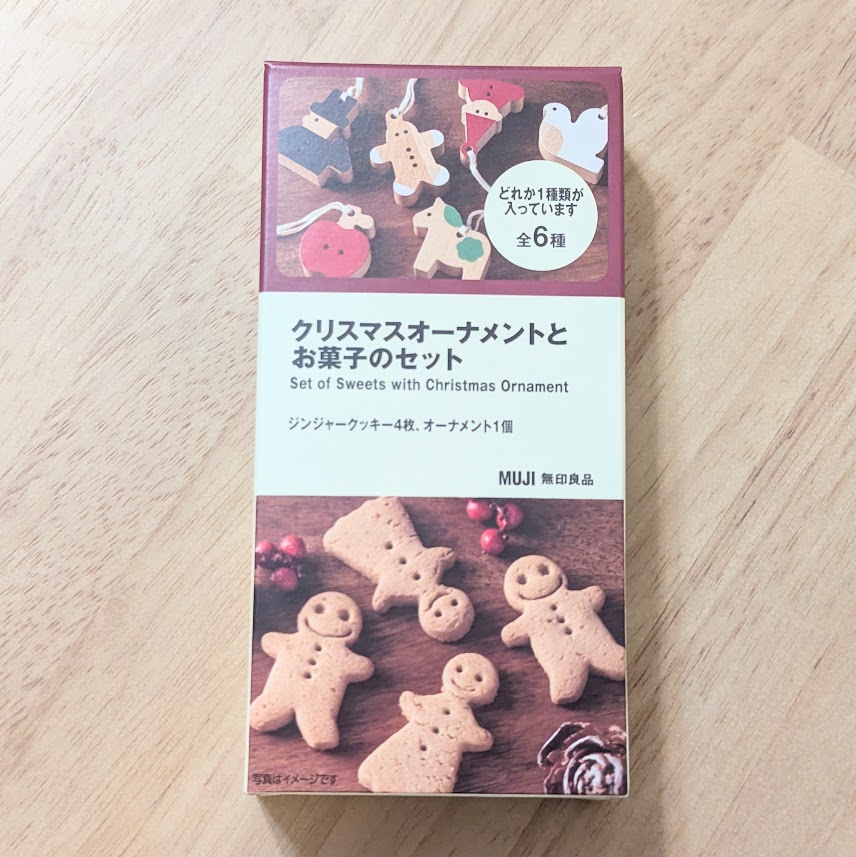 どれか1種類が
入っています
全6種
クリスマスオーナメントと
お菓子のセット
Set of Sweets with Christmas Ornament
ジンジャークッキー4枚、オーナメント1個
MUJI 無印良品
写真はイメージです